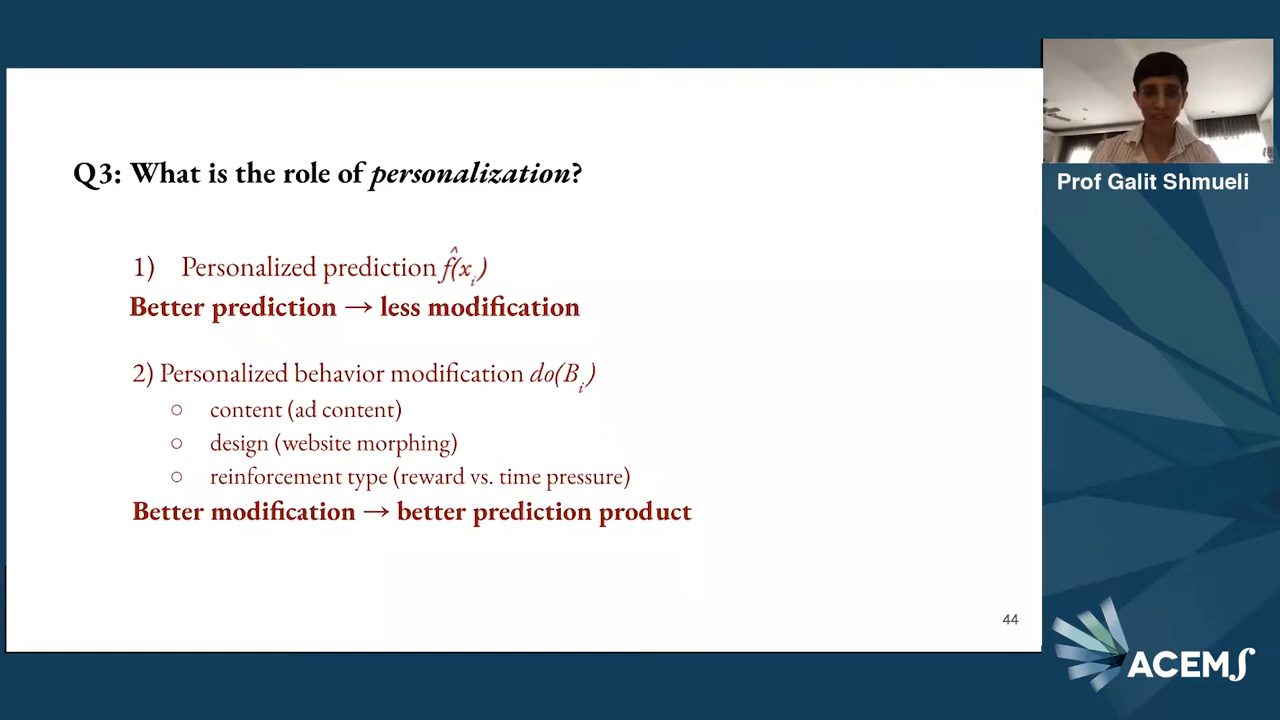 Q3: What is the role of personalization?
1) Personalized prediction f̂(xᵢ)
Better prediction → less modification
2) Personalized behavior modification do(Bᵢ)
○ content (ad content)
○ design (website morphing)
○ reinforcement type (reward vs. time pressure)
Better modification → better prediction product
44
Prof Galit Shmueli
ACEMS